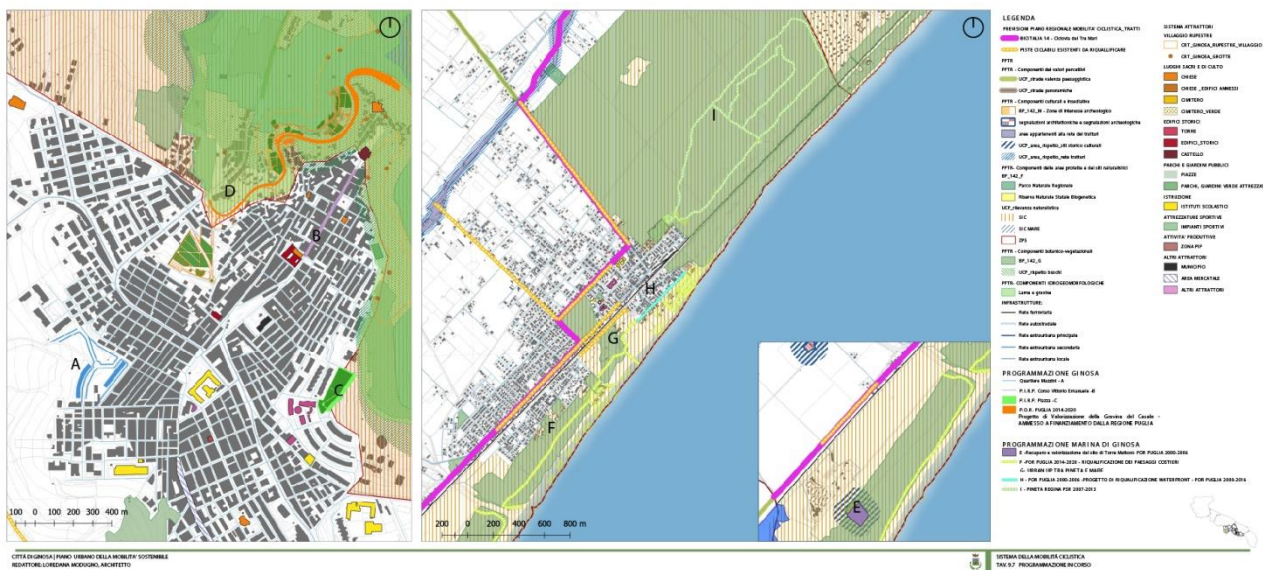 A
B
C
D
100 0 100 200 300 400 m
E
F
G
H
I
200 0 200 400 600 800 m
LEGENDA
PREVISIONI PIANO REGIONALE MOBILITA' CICLISTICA_TRATTI
BICITALIA 14 - Ciclovia dei Tre Mari
PISTE CICLABILI ESISTENTI DA RIQUALIFICARE
PPTR
PPTR - Componenti dei valori percettivi
UCP_strade valenza paesaggistica
UCP_strade panoramiche
PPTR - Componenti culturali e insediative
BP_142_M - Zone di interesse archeologico
segnalazioni architettoniche e segnalazioni archeologiche
aree appartenenti alla rete dei tratturi
UCP_area_rispetto_siti storico culturali
UCP_area_rispetto_rete tratturi
PPTR- Componenti delle aree protette e dei siti naturalistici
BP_142_F
Parco Naturale Regionale
Riserva Naturale Statale Biogenetica
UCP_rilevanza naturalistica
SIC
SIC MARE
ZPS
PPTR - Componenti botanico-vegetazionali
BP_142_G
UCP_rispetto boschi
PPTR- COMPONENTI IDROGEOMORFOLOGICHE
Lame e gravine
INFRASTRUTTURE:
Rete ferroviaria
Rete autostradale
Rete extraurbana principale
Rete extraurbana secondaria
Rete extraurbana locale
PROGRAMMAZIONE GINOSA
Quartiere Mazzini - A
P.I.R.P. Corso Vittorio Emanuele -B
P.I.R.P. Piazza -C
P.O.R. PUGLIA 2014-2020
Progetto di Valorizzazione della Gravina del Casale -
AMMESSO A FINANZIAMENTO DALLA REGIONE PUGLIA
PROGRAMMAZIONE MARINA DI GINOSA
E -Recupero e valorizzazione del sito di Torre Mattoni- POR PUGLIA 2000-2006
F -POR PUGLIA 2014-2020 - RIQUALIFICAZIONE DEI PAESAGGI COSTIERI
G- URBAN UP TRA PINETA E MARE
H - POR PUGLIA 2000-2006 -PROGETTO DI RIQUALIFICAZIONE WATERFRONT - POR PUGLIA 2000-2016
I - PINETA REGINA PSR 2007-2013
SISTEMA ATTRATTORI
VILLAGGIO RUPESTRE
CRT_GINOSA_RUPESTRE_VILLAGGIO
CRT_GINOSA_GROTTE
LUOGHI SACRI E DI CULTO
CHIESE
CHIESE_EDIFICI ANNESSI
CIMITERO
CIMITERO_VERDE
EDIFICI STORICI
TORRE
EDIFICI_STORICI
CASTELLO
PARCHI E GIARDINI PUBBLICI
PIAZZE
PARCHI, GIARDINI VERDE ATTREZZATO
ISTRUZIONE
ISTITUTI SCOLASTICI
ATTREZZATURE SPORTIVE
IMPIANTI SPORTIVI
ATTIVITA' PRODUTTIVE
ZONA PIP
ALTRI ATTRATTORI
MUNICIPIO
AREA MERCATALE
ALTRI ATTRATTORI
CITTÀ DI GINOSA | PIANO URBANO DELLA MOBILITA' SOSTENIBILE
REDATTORE: LOREDANA MODUGNO, ARCHITETTO
SISTEMA DELLA MOBILITÀ CICLISTICA
TAV. 9.7 PROGRAMMAZIONE IN CORSO